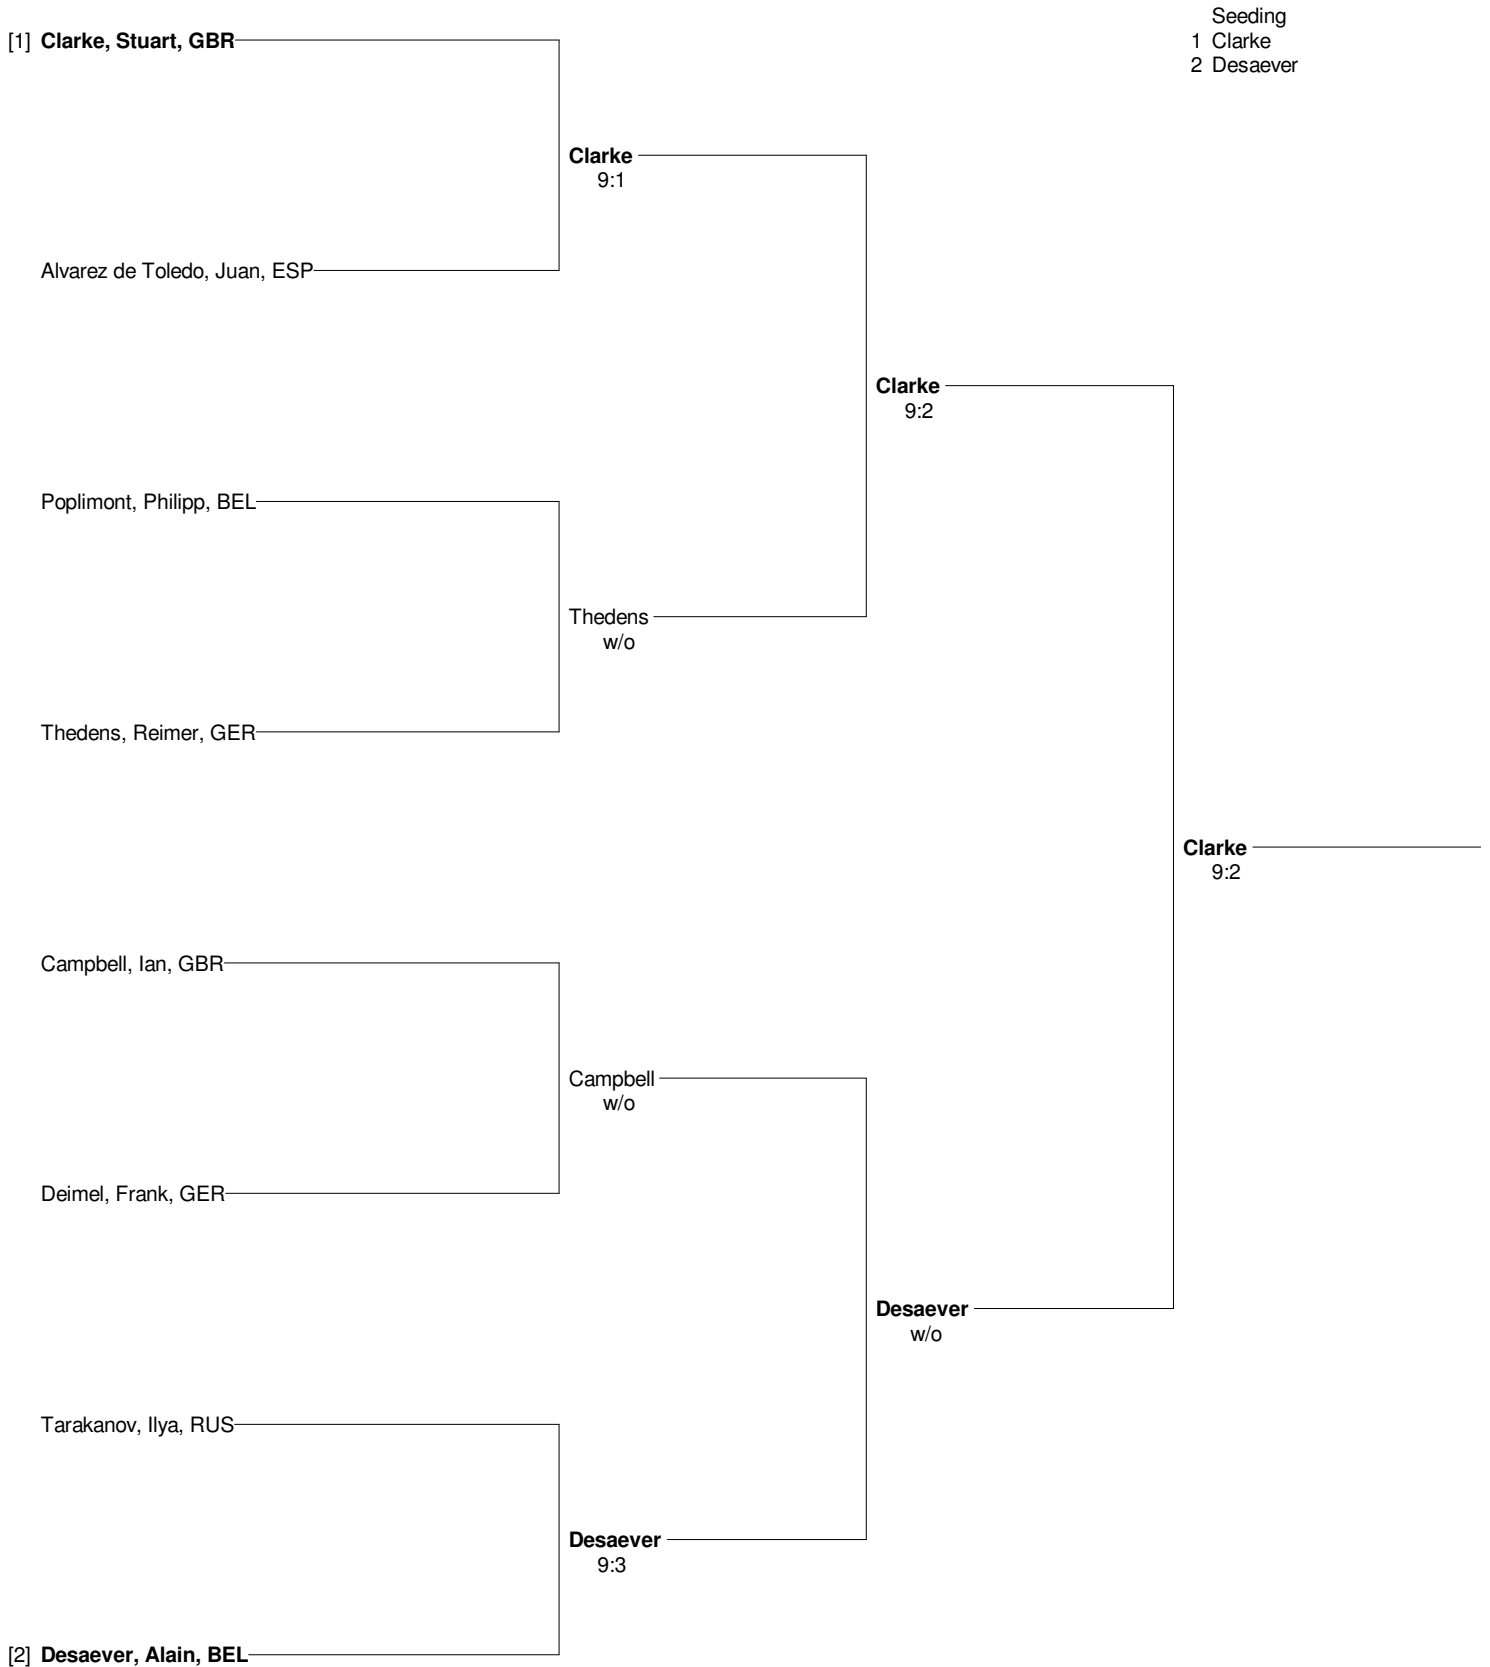 Seeding
[1] Clarke, Stuart, GBR
1 Clarke
2 Desaever
Clarke
9:1
Alvarez de Toledo, Juan, ESP
Clarke
9:2
Poplimont, Philipp, BEL
Thedens
w/o
Thedens, Reimer, GER
Clarke
9:2
Campbell, Ian, GBR
Campbell
w/o
Deimel, Frank, GER
Desaever
w/o
Tarakanov, Ilya, RUS
Desaever
9:3
[2] Desaever, Alain, BEL